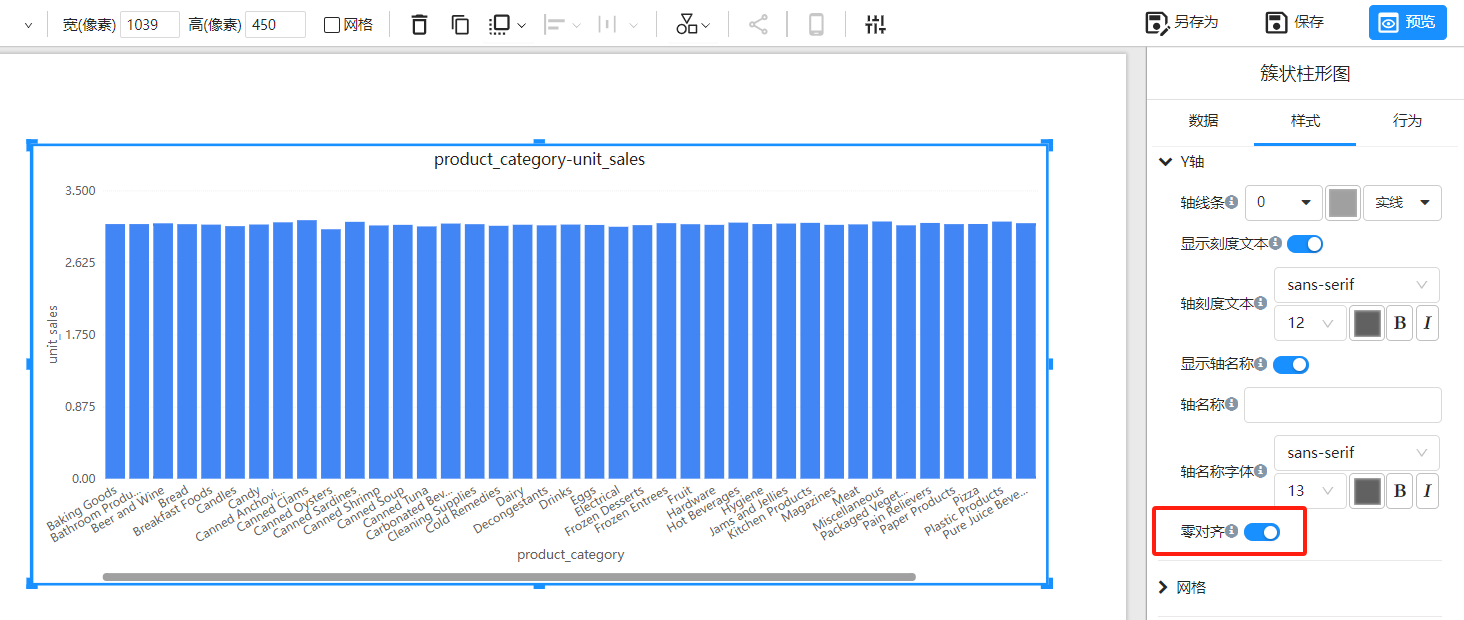 宽(像素) 1039 高(像素) 450 网格 另存为 保存 预览
簇状柱形图
数据 样式 行为
Y轴
轴线条 0 实线
显示刻度文本
轴刻度文本 sans-serif
12 B I
显示轴名称
轴名称
轴名称字体 sans-serif
13 B I
零对齐
网格
product_category-unit_sales
3.500
2.625
1.750
0.875
0.00
unit_sales
Baking Goods
Bathroom Produ...
Beer and Wine
Bread
Breakfast Foods
Candles
Candy
Canned Anchovi...
Canned Clams
Canned Oysters
Canned Sardines
Canned Shrimp
Canned Soup
Canned Tuna
Carbonated Bev...
Cleaning Supplies
Cold Remedies
Dairy
Decongestants
Drinks
Eggs
Electrical
Frozen Desserts
Frozen Entrees
Fruit
Hardware
Hot Beverages
Hygiene
Jams and Jellies
Kitchen Products
Magazines
Meat
Miscellaneous
Packaged Veget...
Pain Relievers
Paper Products
Pizza
Plastic Products
Pure Juice Beve...
product_category